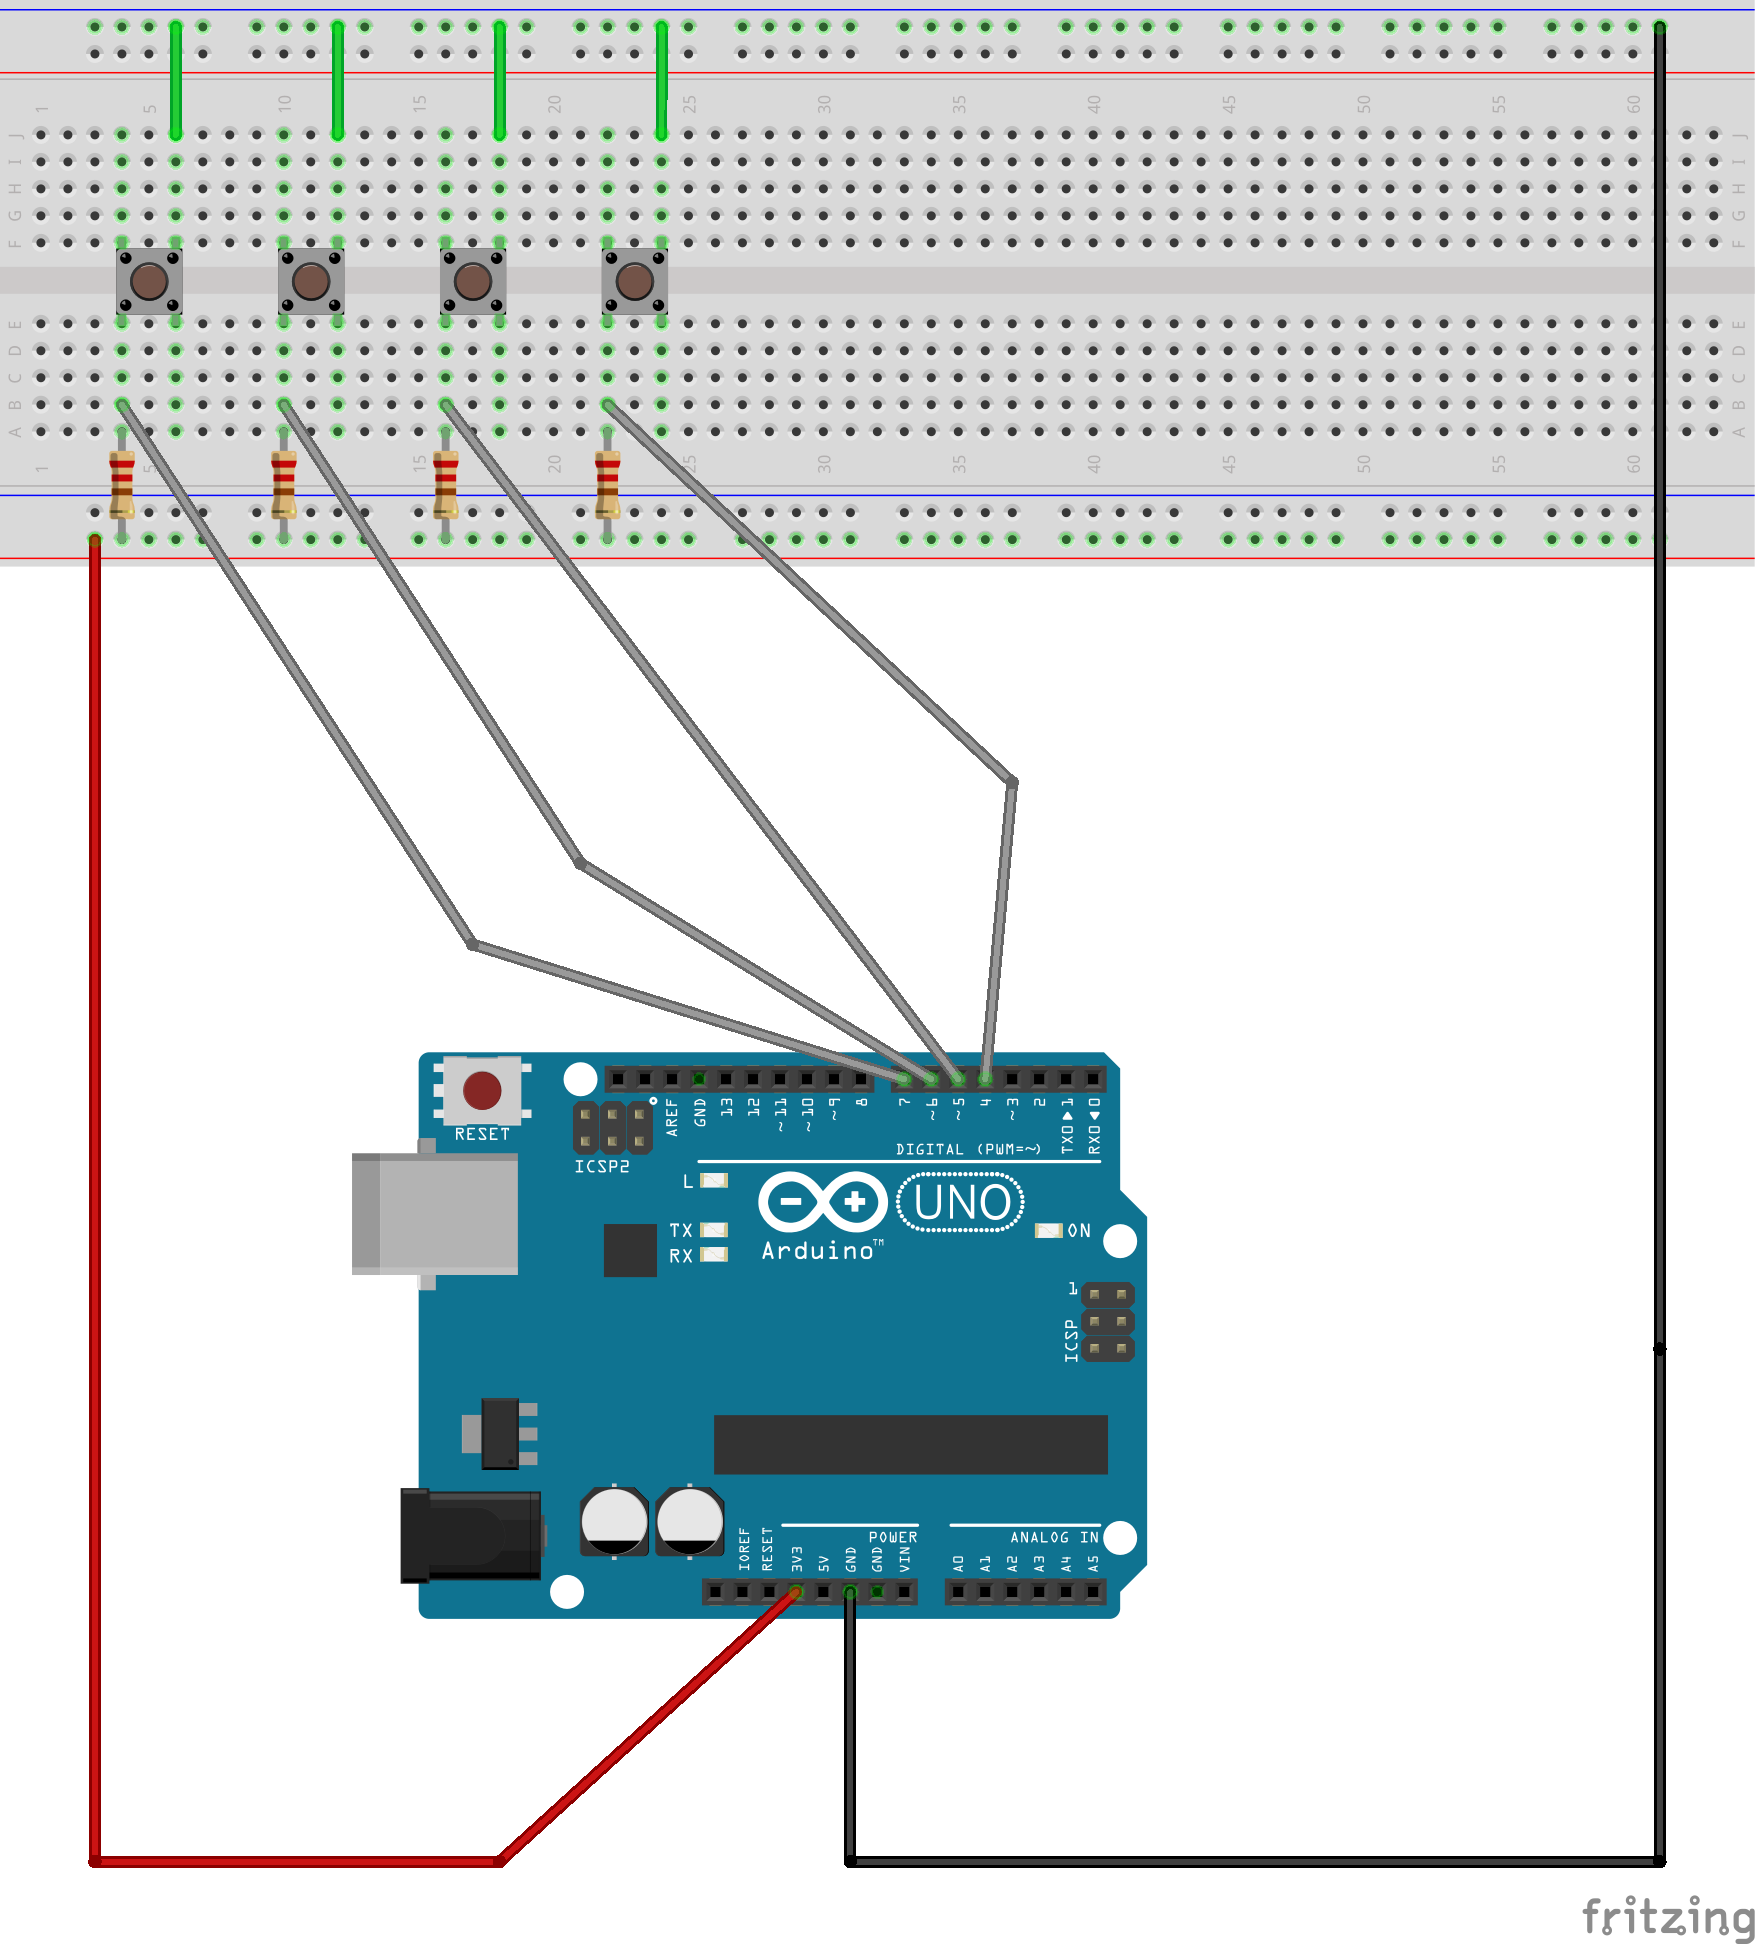 1 5 10 15 20 25 30 35 40 45 50 55 60
J J
I I
H H
G G
F F
E E
D D
C C
B B
A A
1 5 15 20 25 30 35 40 45 50 55 60
RESET
ICSP2
AREF GND 13 12 ~11 ~10 ~9 8 7 ~6 ~5 4 ~3 2 TX0▶1 RX0◀0
DIGITAL (PWM=~)
L
TX
RX
UNO
Arduino™
ON
1
ICSP
POWER
ANALOG IN
IOREF RESET 3V3 5V GND GND VIN A0 A1 A2 A3 A4 A5
fritzing